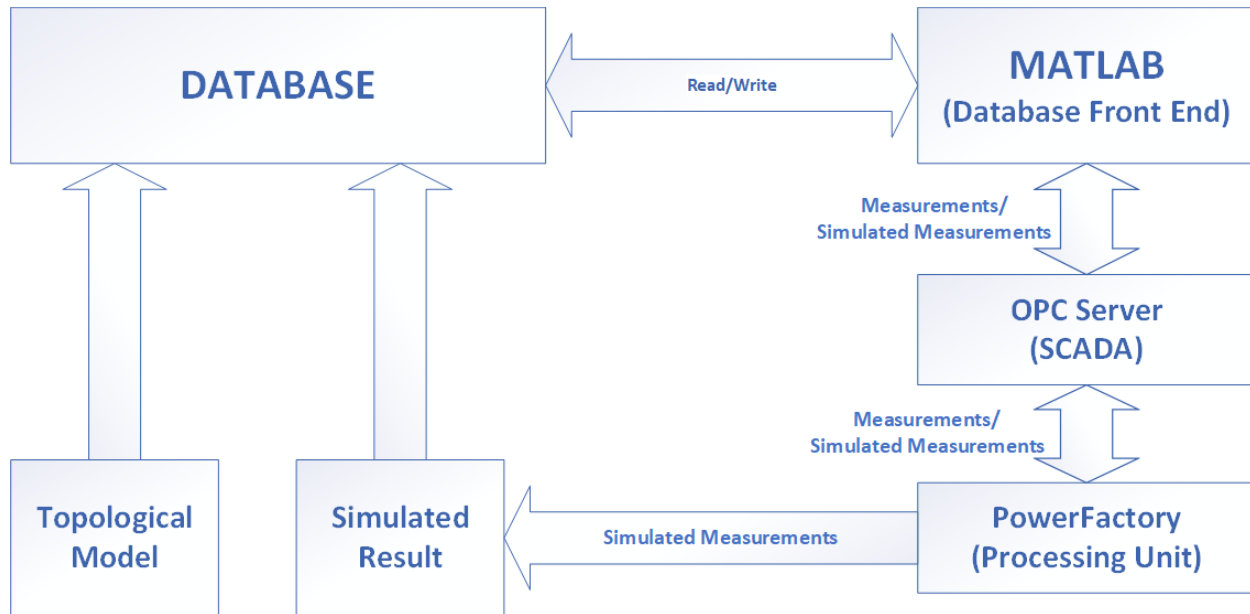 DATABASE
Read/Write
MATLAB
(Database Front End)
Measurements/
Simulated Measurements
OPC Server
(SCADA)
Measurements/
Simulated Measurements
Topological
Model
Simulated
Result
Simulated Measurements
PowerFactory
(Processing Unit)